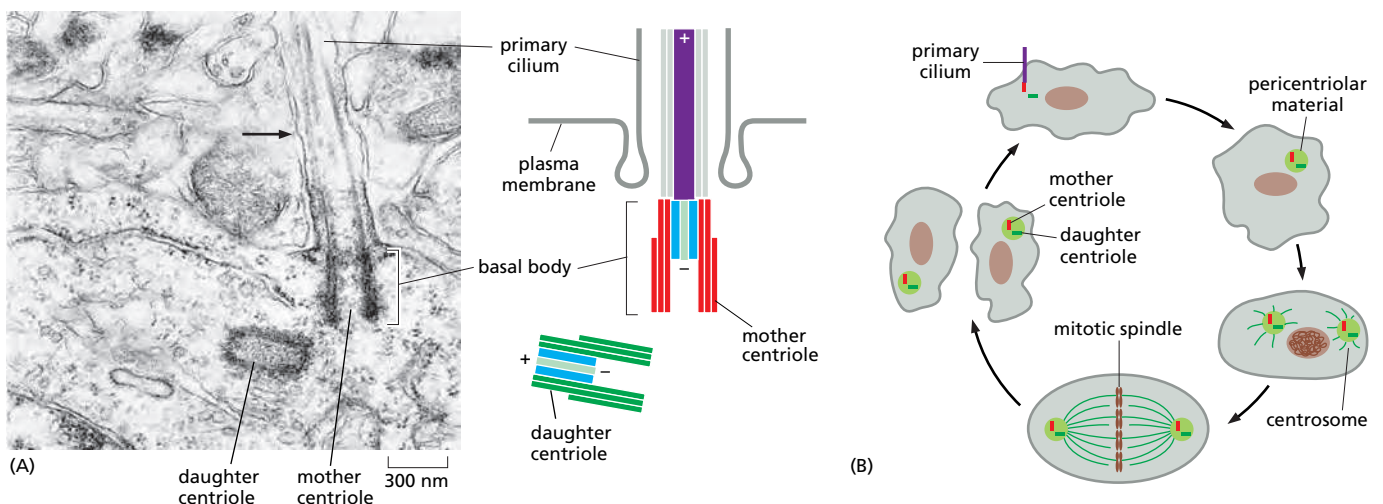 primary
cilium
+
plasma
membrane
basal body
−
mother
centriole
+
−
daughter
centriole
(A)
daughter
centriole
mother
centriole
300 nm
primary
cilium
pericentriolar
material
mother
centriole
daughter
centriole
mitotic spindle
centrosome
(B)